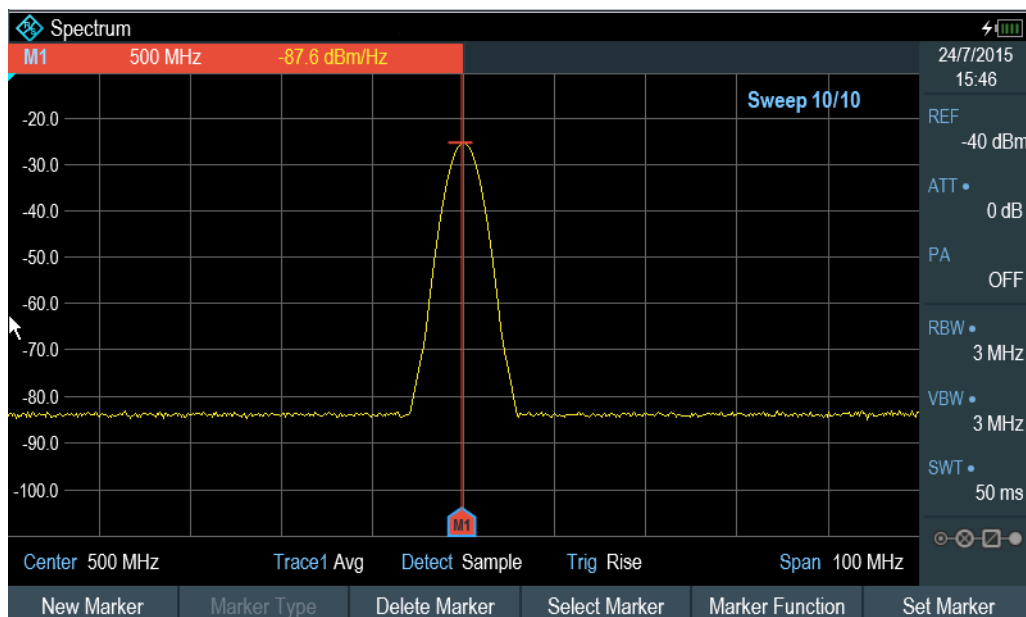 Spectrum
M1 500 MHz -87.6 dBm/Hz
24/7/2015
15:46
Sweep 10/10
-20.0
-30.0
-40.0
-50.0
-60.0
-70.0
-80.0
-90.0
-100.0
M1
REF
-40 dBm
ATT
0 dB
PA
OFF
RBW
3 MHz
VBW
3 MHz
SWT
50 ms
Center 500 MHz Trace1 Avg Detect Sample Trig Rise Span 100 MHz
New Marker Marker Type Delete Marker Select Marker Marker Function Set Marker